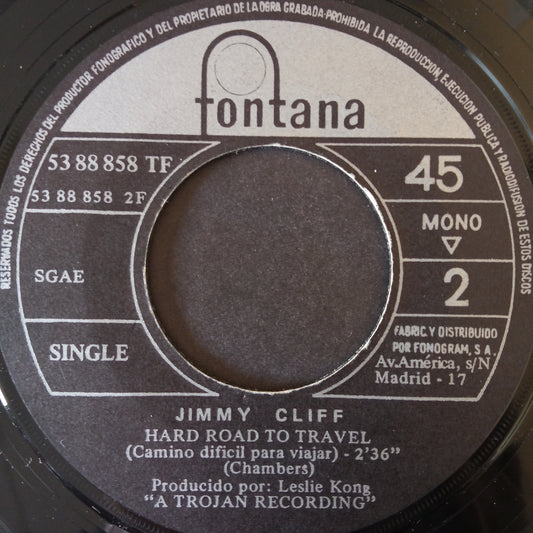 RESERVADOS TODOS LOS DERECHOS DEL PRODUCTOR FONOGRAFICO Y DEL PROPIETARIO DE LA OBRA GRABADA-PROHIBIDA LA REPRODUCCION, EJECUCION PUBLICA Y RADIODIFUSION DE ESTOS DISCOS
fontana
53 88 858 TF
53 88 858 2F
SGAE
SINGLE
45
MONO
2
FABRIC. Y DISTRIBUIDO
POR FONOGRAM, S.A.
Av. América, s/N
Madrid - 17
JIMMY CLIFF
HARD ROAD TO TRAVEL
(Camino dificil para viajar) - 2'36"
(Chambers)
Producido por: Leslie Kong
"A TROJAN RECORDING"